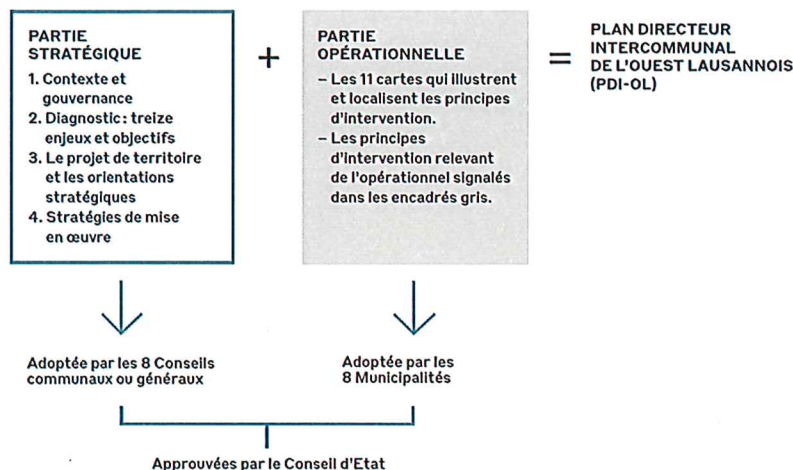 PARTIE
STRATÉGIQUE
1. Contexte et
gouvernance
2. Diagnostic : treize
enjeux et objectifs
3. Le projet de territoire
et les orientations
stratégiques
4. Stratégies de mise
en œuvre
+
PARTIE
OPÉRATIONNELLE
– Les 11 cartes qui illustrent
et localisent les principes
d'intervention.
– Les principes
d'intervention relevant
de l'opérationnel signalés
dans les encadrés gris.
=
PLAN DIRECTEUR
INTERCOMMUNAL
DE L'OUEST LAUSANNOIS
(PDI-OL)
Adoptée par les 8 Conseils
communaux ou généraux
Adoptée par les
8 Municipalités
Approuvées par le Conseil d'Etat